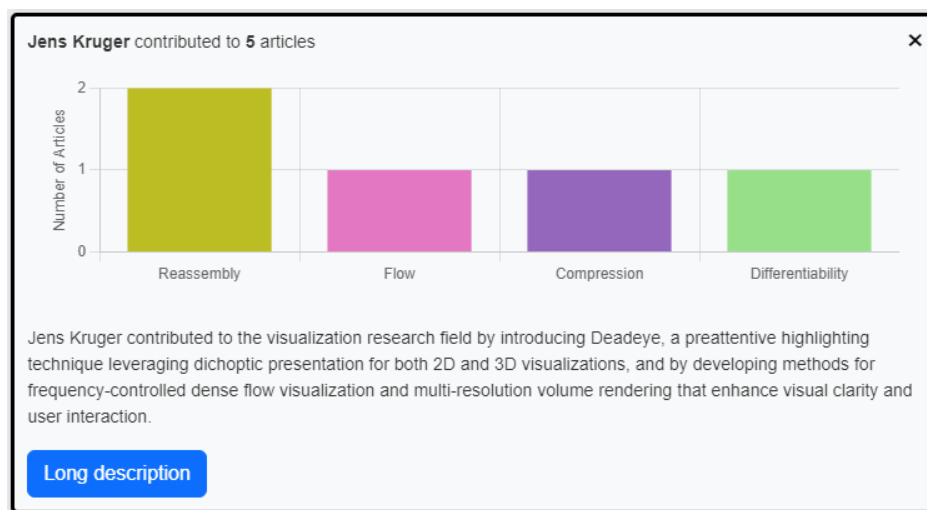 Jens Kruger contributed to 5 articles
×
Number of Articles
2
1
0
Reassembly
Flow
Compression
Differentiability
Jens Kruger contributed to the visualization research field by introducing Deadeye, a preattentive highlighting
technique leveraging dichoptic presentation for both 2D and 3D visualizations, and by developing methods for
frequency-controlled dense flow visualization and multi-resolution volume rendering that enhance visual clarity and
user interaction.
Long description